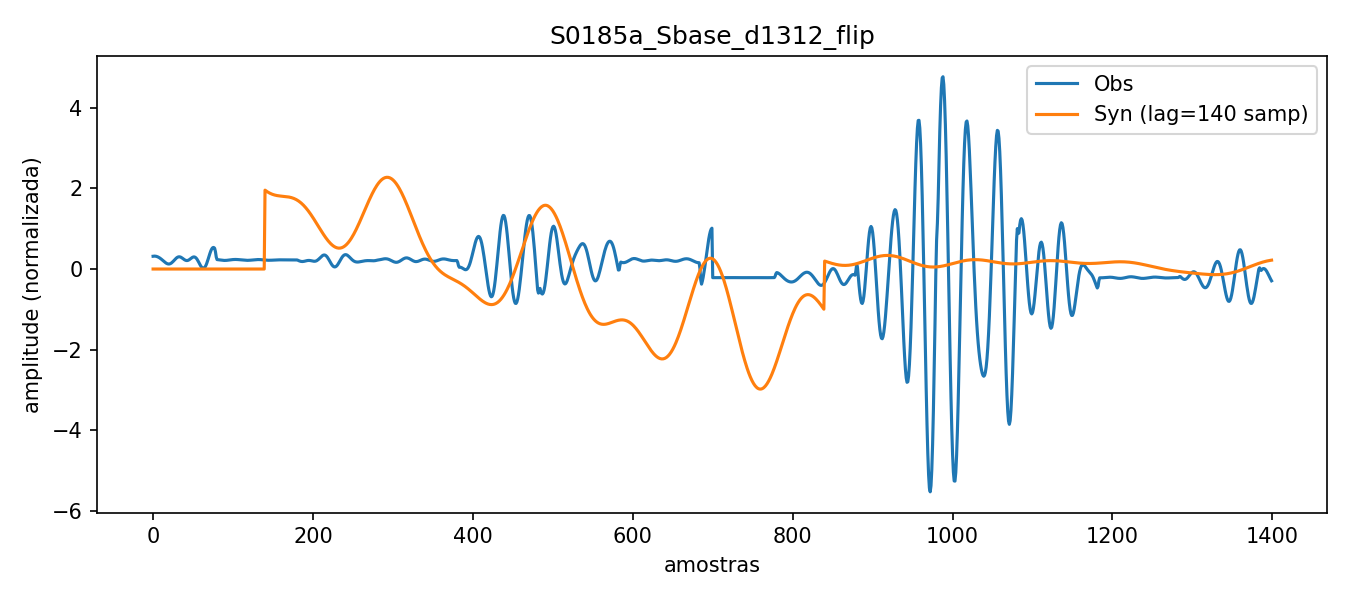 S0185a_Sbase_d1312_flip
Obs
Syn (lag=140 samp)
amplitude (normalizada)
4
2
0
−2
−4
−6
0 200 400 600 800 1000 1200 1400
amostras